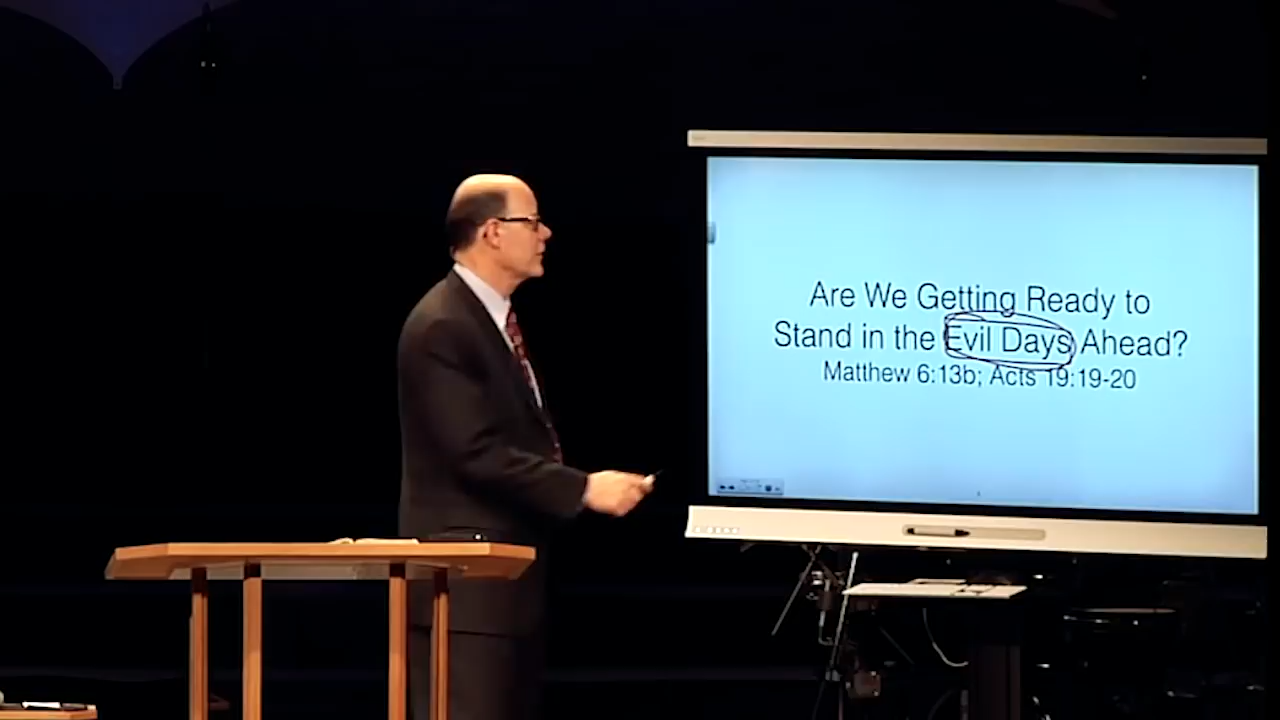 Are We Getting Ready to
Stand in the Evil Days Ahead?
Matthew 6:13b; Acts 19:19-20